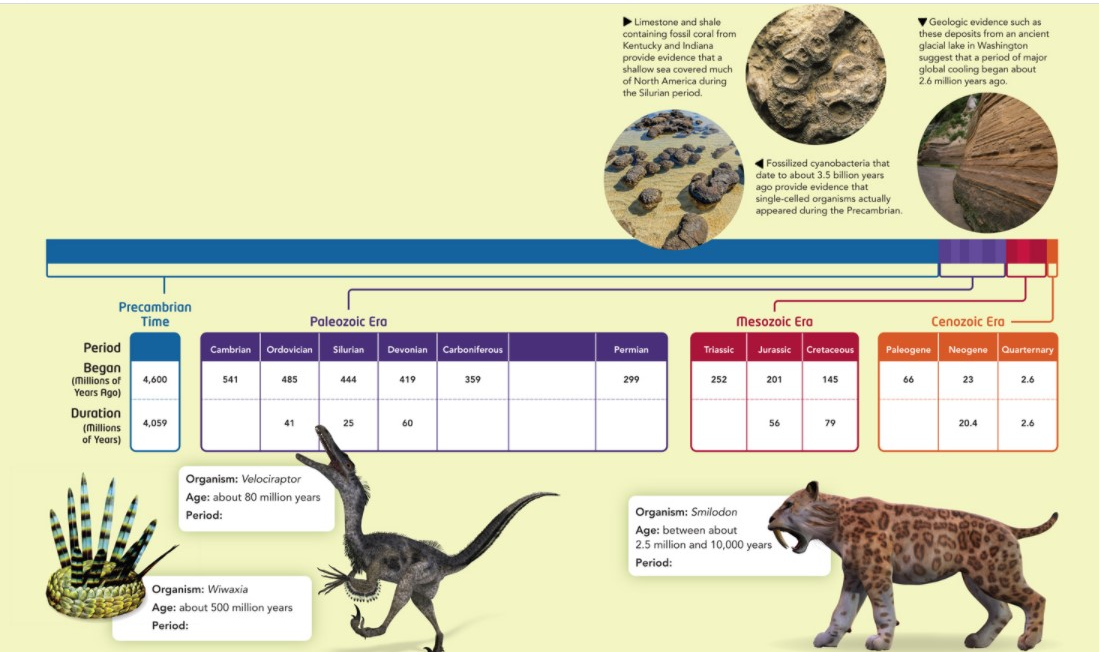 ▶ Limestone and shale
containing fossil coral from
Kentucky and Indiana
provide evidence that a
shallow sea covered much
of North America during
the Silurian period.
▼ Geologic evidence such as
these deposits from an ancient
glacial lake in Washington
suggest that a period of major
global cooling began about
2.6 million years ago.
◀ Fossilized cyanobacteria that
date to about 3.5 billion years
ago provide evidence that
single-celled organisms actually
appeared during the Precambrian.
Precambrian
Time
Paleozoic Era
Mesozoic Era
Cenozoic Era
Period Cambrian Ordovician Silurian Devonian Carboniferous Permian Triassic Jurassic Cretaceous Paleogene Neogene Quarternary
Began
(Millions of
Years Ago)
4,600 541 485 444 419 359 299 252 201 145 66 23 2.6
Duration
(Millions
of Years)
4,059 41 25 60 56 79 20.4 2.6
Organism: Velociraptor
Age: about 80 million years
Period:
Organism: Wiwaxia
Age: about 500 million years
Period:
Organism: Smilodon
Age: between about
2.5 million and 10,000 years
Period: